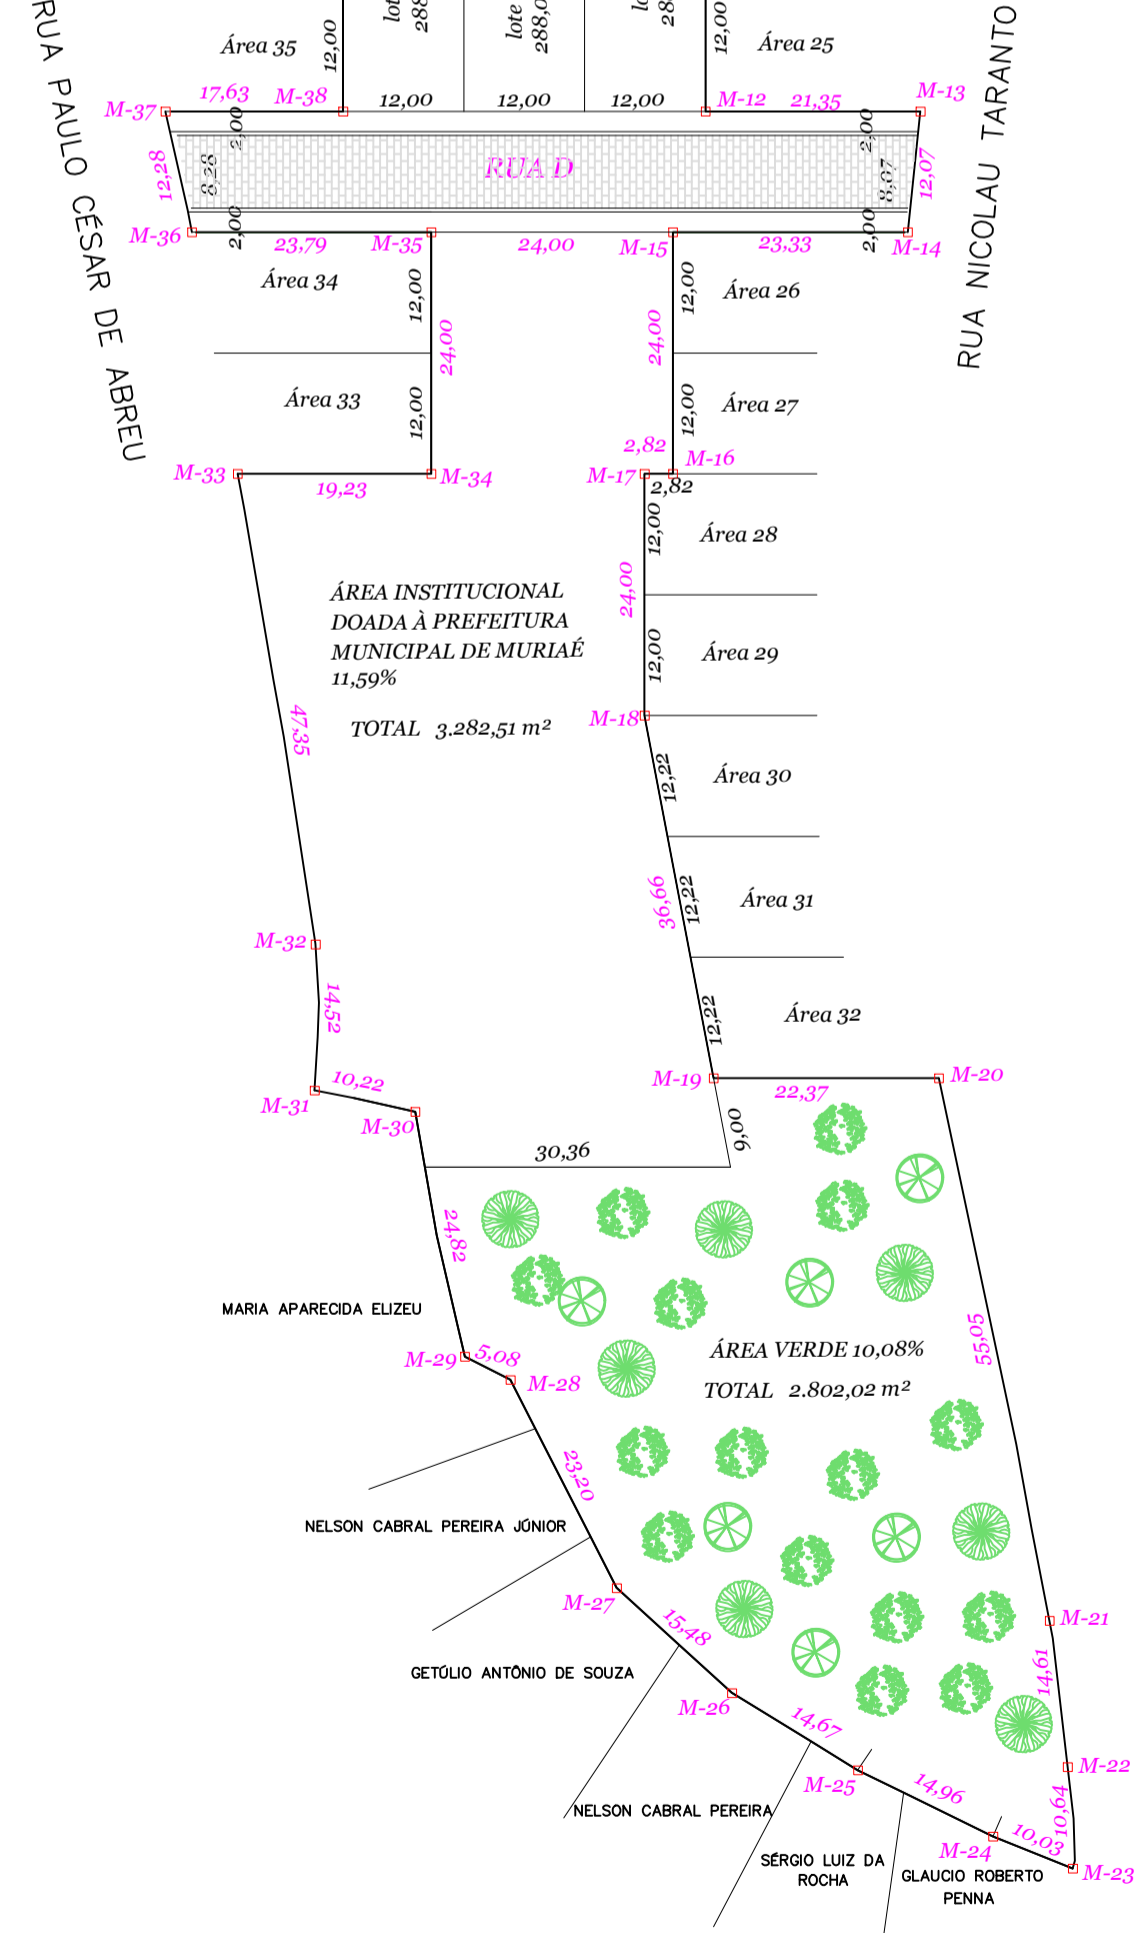 RUA PAULO CÉSAR DE ABREU
RUA NICOLAU TARANTO
Área 35
12,00
lote
288,0
12,00
Área 25
M-37
17,63
M-38
12,00
12,00
12,00
M-12
21,35
M-13
2,00
2,00
12,28
8,28
RUA D
8,07
12,07
M-36
2,00
23,79
M-35
24,00
M-15
23,33
2,00
M-14
Área 34
12,00
24,00
24,00
12,00
Área 26
Área 33
12,00
12,00
Área 27
M-33
19,23
M-34
2,82
M-17
M-16
2,82
12,00
Área 28
ÁREA INSTITUCIONAL
DOADA À PREFEITURA
MUNICIPAL DE MURIAÉ
11,59%
TOTAL 3.282,51 m²
24,00
12,00
Área 29
M-18
47,35
12,22
Área 30
36,66
12,22
Área 31
M-32
14,52
12,22
Área 32
M-31
10,22
M-30
M-19
22,37
M-20
9,00
30,36
24,82
MARIA APARECIDA ELIZEU
55,05
ÁREA VERDE 10,08%
TOTAL 2.802,02 m²
M-29
5,08
M-28
23,20
NELSON CABRAL PEREIRA JÚNIOR
M-27
15,48
M-21
14,61
GETÚLIO ANTÔNIO DE SOUZA
M-26
14,67
M-22
M-25
14,96
10,64
NELSON CABRAL PEREIRA
M-24
10,03
M-23
SÉRGIO LUIZ DA
ROCHA
GLAUCIO ROBERTO
PENNA